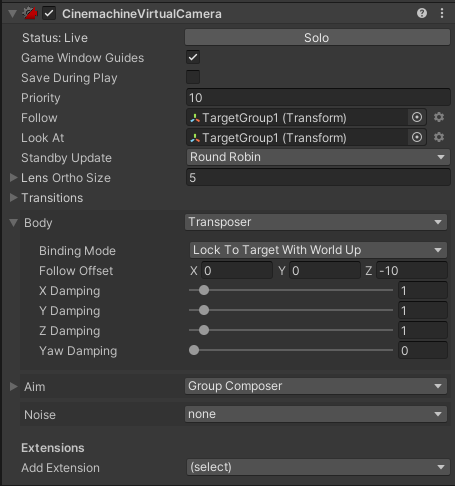 CinemachineVirtualCamera
Status: Live Solo
Game Window Guides
Save During Play
Priority 10
Follow TargetGroup1 (Transform)
Look At TargetGroup1 (Transform)
Standby Update Round Robin
Lens Ortho Size 5
Transitions
Body Transposer
Binding Mode Lock To Target With World Up
Follow Offset X 0 Y 0 Z -10
X Damping 1
Y Damping 1
Z Damping 1
Yaw Damping 0
Aim Group Composer
Noise none
Extensions
Add Extension (select)